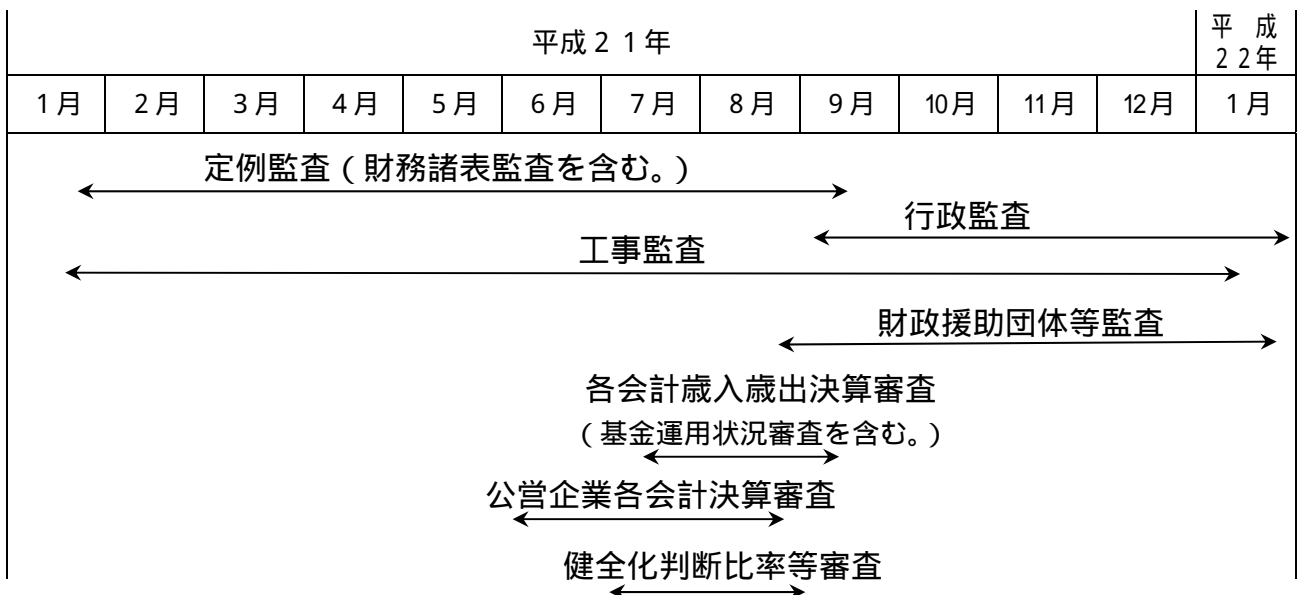 平成21年
平成
22年
1月 2月 3月 4月 5月 6月 7月 8月 9月 10月 11月 12月 1月
定例監査(財務諸表監査を含む。)
行政監査
工事監査
財政援助団体等監査
各会計歳入歳出決算審査
(基金運用状況審査を含む。)
公営企業各会計決算審査
健全化判断比率等審査